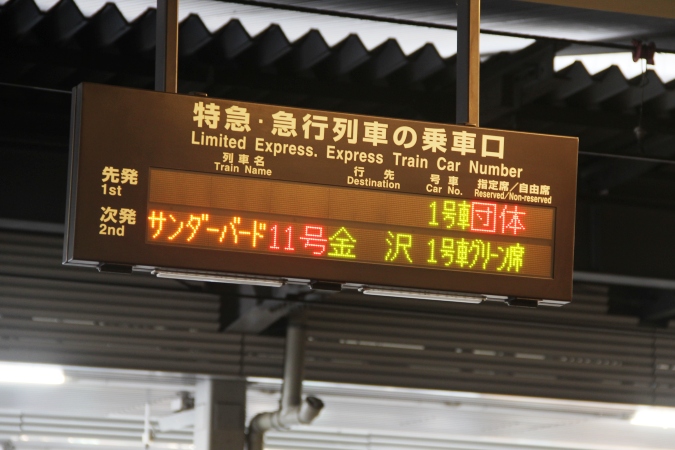 特急・急行列車の乗車口
Limited Express. Express Train Car Number
列車名 行先 号車 指定席/自由席
Train Name Destination Car No. Reserved/Non-reserved
先発 1号車団体
1st
次発 サンダーバード11号金 沢 1号車グリーン席
2nd